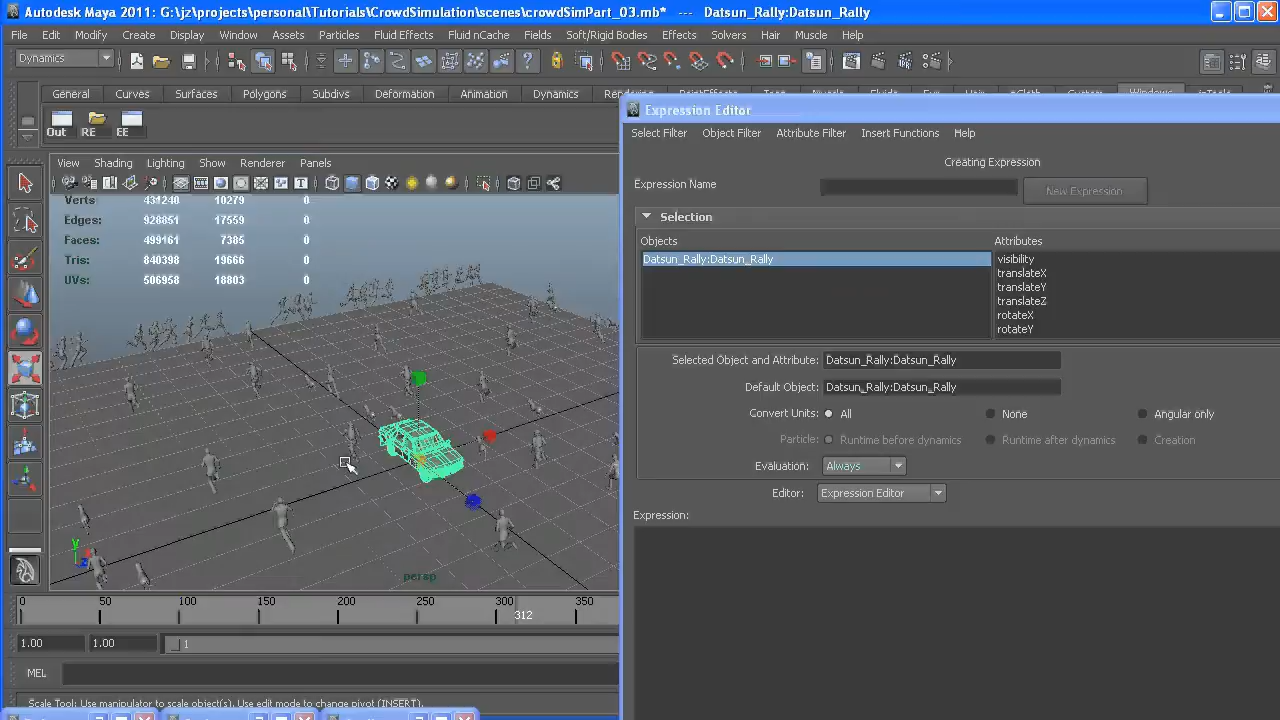 Autodesk Maya 2011: G:\jz\projects\personal\Tutorials\CrowdSimulation\scenes\crowdSimPart_03.mb* --- Datsun_Rally:Datsun_Rally
File Edit Modify Create Display Window Assets Particles Fluid Effects Fluid nCache Fields Soft/Rigid Bodies Effects Solvers Hair Muscle Help
Dynamics
General Curves Surfaces Polygons Subdivs Deformation Animation Dynamics
Out RE EE
Expression Editor
Select Filter Object Filter Attribute Filter Insert Functions Help
Creating Expression
Expression Name New Expression
Selection
Objects Attributes
Datsun_Rally:Datsun_Rally
visibility
translateX
translateY
translateZ
rotateX
rotateY
Selected Object and Attribute: Datsun_Rally:Datsun_Rally
Default Object: Datsun_Rally:Datsun_Rally
Convert Units: All None Angular only
Particle: Runtime before dynamics Runtime after dynamics Creation
Evaluation: Always
Editor: Expression Editor
Expression:
View Shading Lighting Show Renderer Panels
Verts 431240 10279 0
Edges: 928851 17559 0
Faces: 499161 7385 0
Tris: 840398 19666 0
UVs: 506958 18803 0
y
persp
0 50 100 150 200 250 300 350
312
1.00 1.00 1
MEL
Scale Tool: Use manipulator to scale object(s). Use edit mode to change pivot (INSERT).